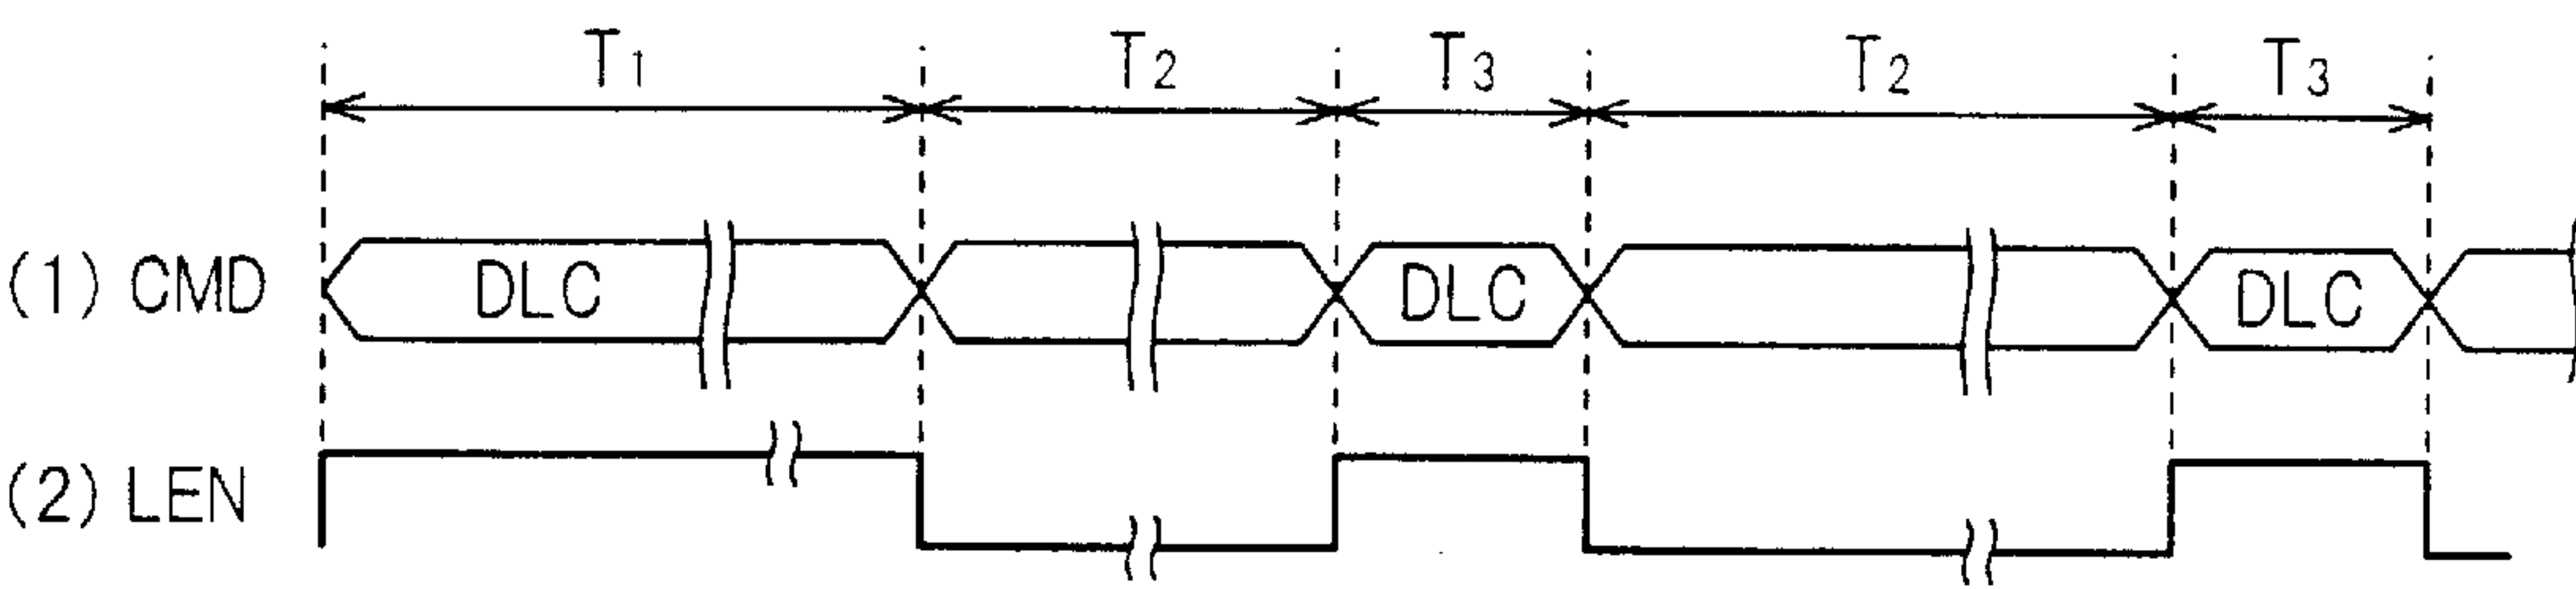 T1 T2 T3 T2 T3
(1) CMD DLC DLC DLC
(2) LEN